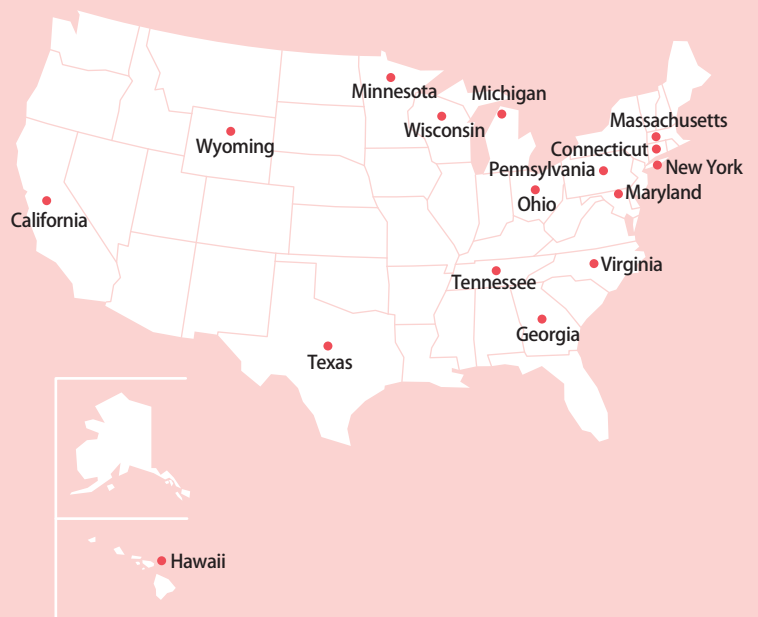 Minnesota
Michigan
Wisconsin
Massachusetts
Wyoming
Connecticut
Pennsylvania
New York
Maryland
Ohio
California
Virginia
Tennessee
Georgia
Texas
Hawaii